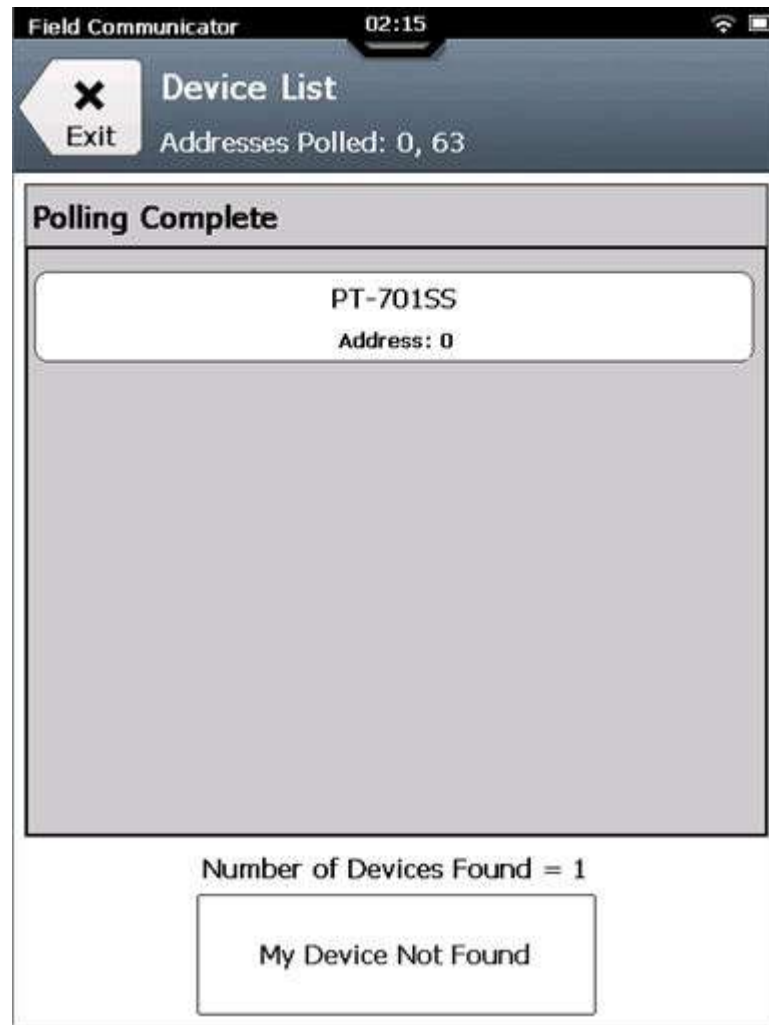 Field Communicator 02:15
Device List
Exit
Addresses Polled: 0, 63
Polling Complete
PT-701SS
Address: 0
Number of Devices Found = 1
My Device Not Found